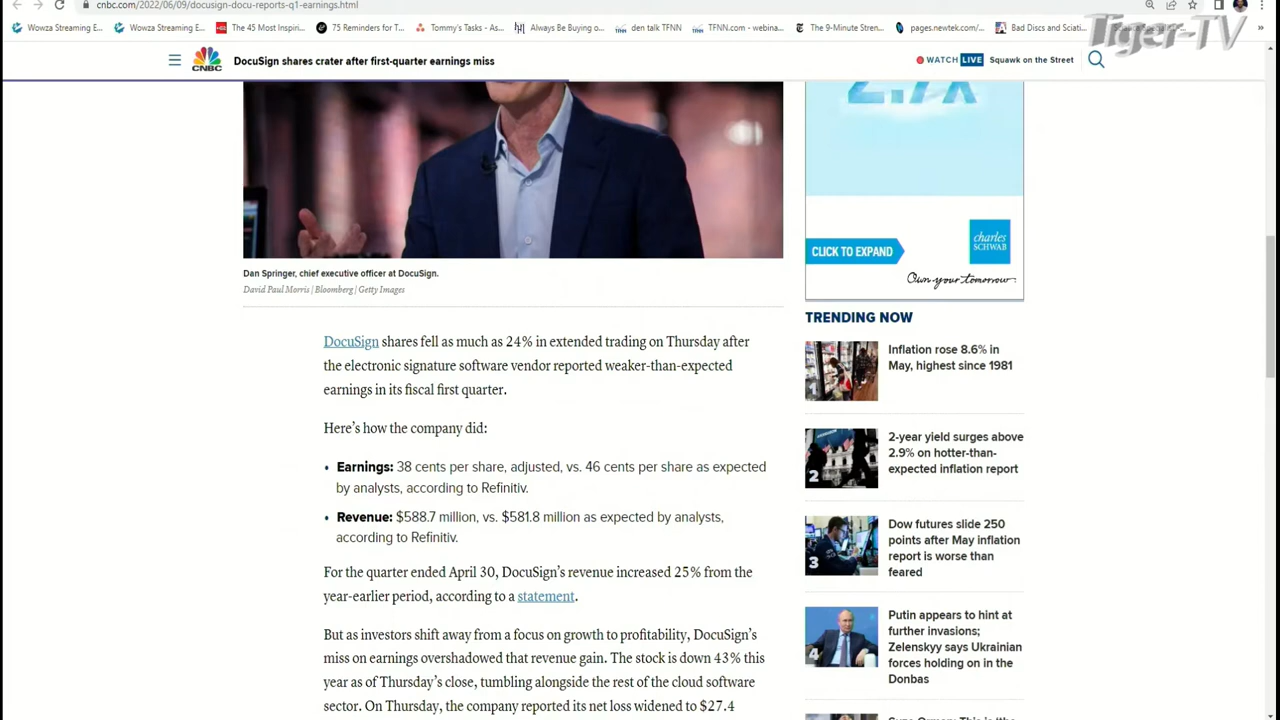 cnbc.com/2022/06/09/docusign-docu-reports-q1-earnings.html
Wowza Streaming E...
Wowza Streaming E...
The 45 Most Inspiri...
75 Reminders for T...
Tommy's Tasks - As...
Always Be Buying o...
den talk TFNN
TFNN.com - webina...
The 9-Minute Stren...
pages.newtek.com/...
Bad Discs and Sciati...
Tiger-TV
CNBC
DocuSign shares crater after first-quarter earnings miss
WATCH LIVE
Squawk on the Street
2.7x
CLICK TO EXPAND
charles
SCHWAB
Own your tomorrow.
Dan Springer, chief executive officer at DocuSign.
David Paul Morris | Bloomberg | Getty Images
DocuSign shares fell as much as 24% in extended trading on Thursday after
the electronic signature software vendor reported weaker-than-expected
earnings in its fiscal first quarter.
Here's how the company did:
• Earnings: 38 cents per share, adjusted, vs. 46 cents per share as expected
by analysts, according to Refinitiv.
• Revenue: $588.7 million, vs. $581.8 million as expected by analysts,
according to Refinitiv.
For the quarter ended April 30, DocuSign's revenue increased 25% from the
year-earlier period, according to a statement.
But as investors shift away from a focus on growth to profitability, DocuSign's
miss on earnings overshadowed that revenue gain. The stock is down 43% this
year as of Thursday's close, tumbling alongside the rest of the cloud software
sector. On Thursday, the company reported its net loss widened to $27.4
TRENDING NOW
1
Inflation rose 8.6% in
May, highest since 1981
2
2-year yield surges above
2.9% on hotter-than-
expected inflation report
3
Dow futures slide 250
points after May inflation
report is worse than
feared
4
Putin appears to hint at
further invasions;
Zelenskyy says Ukrainian
forces holding on in the
Donbas